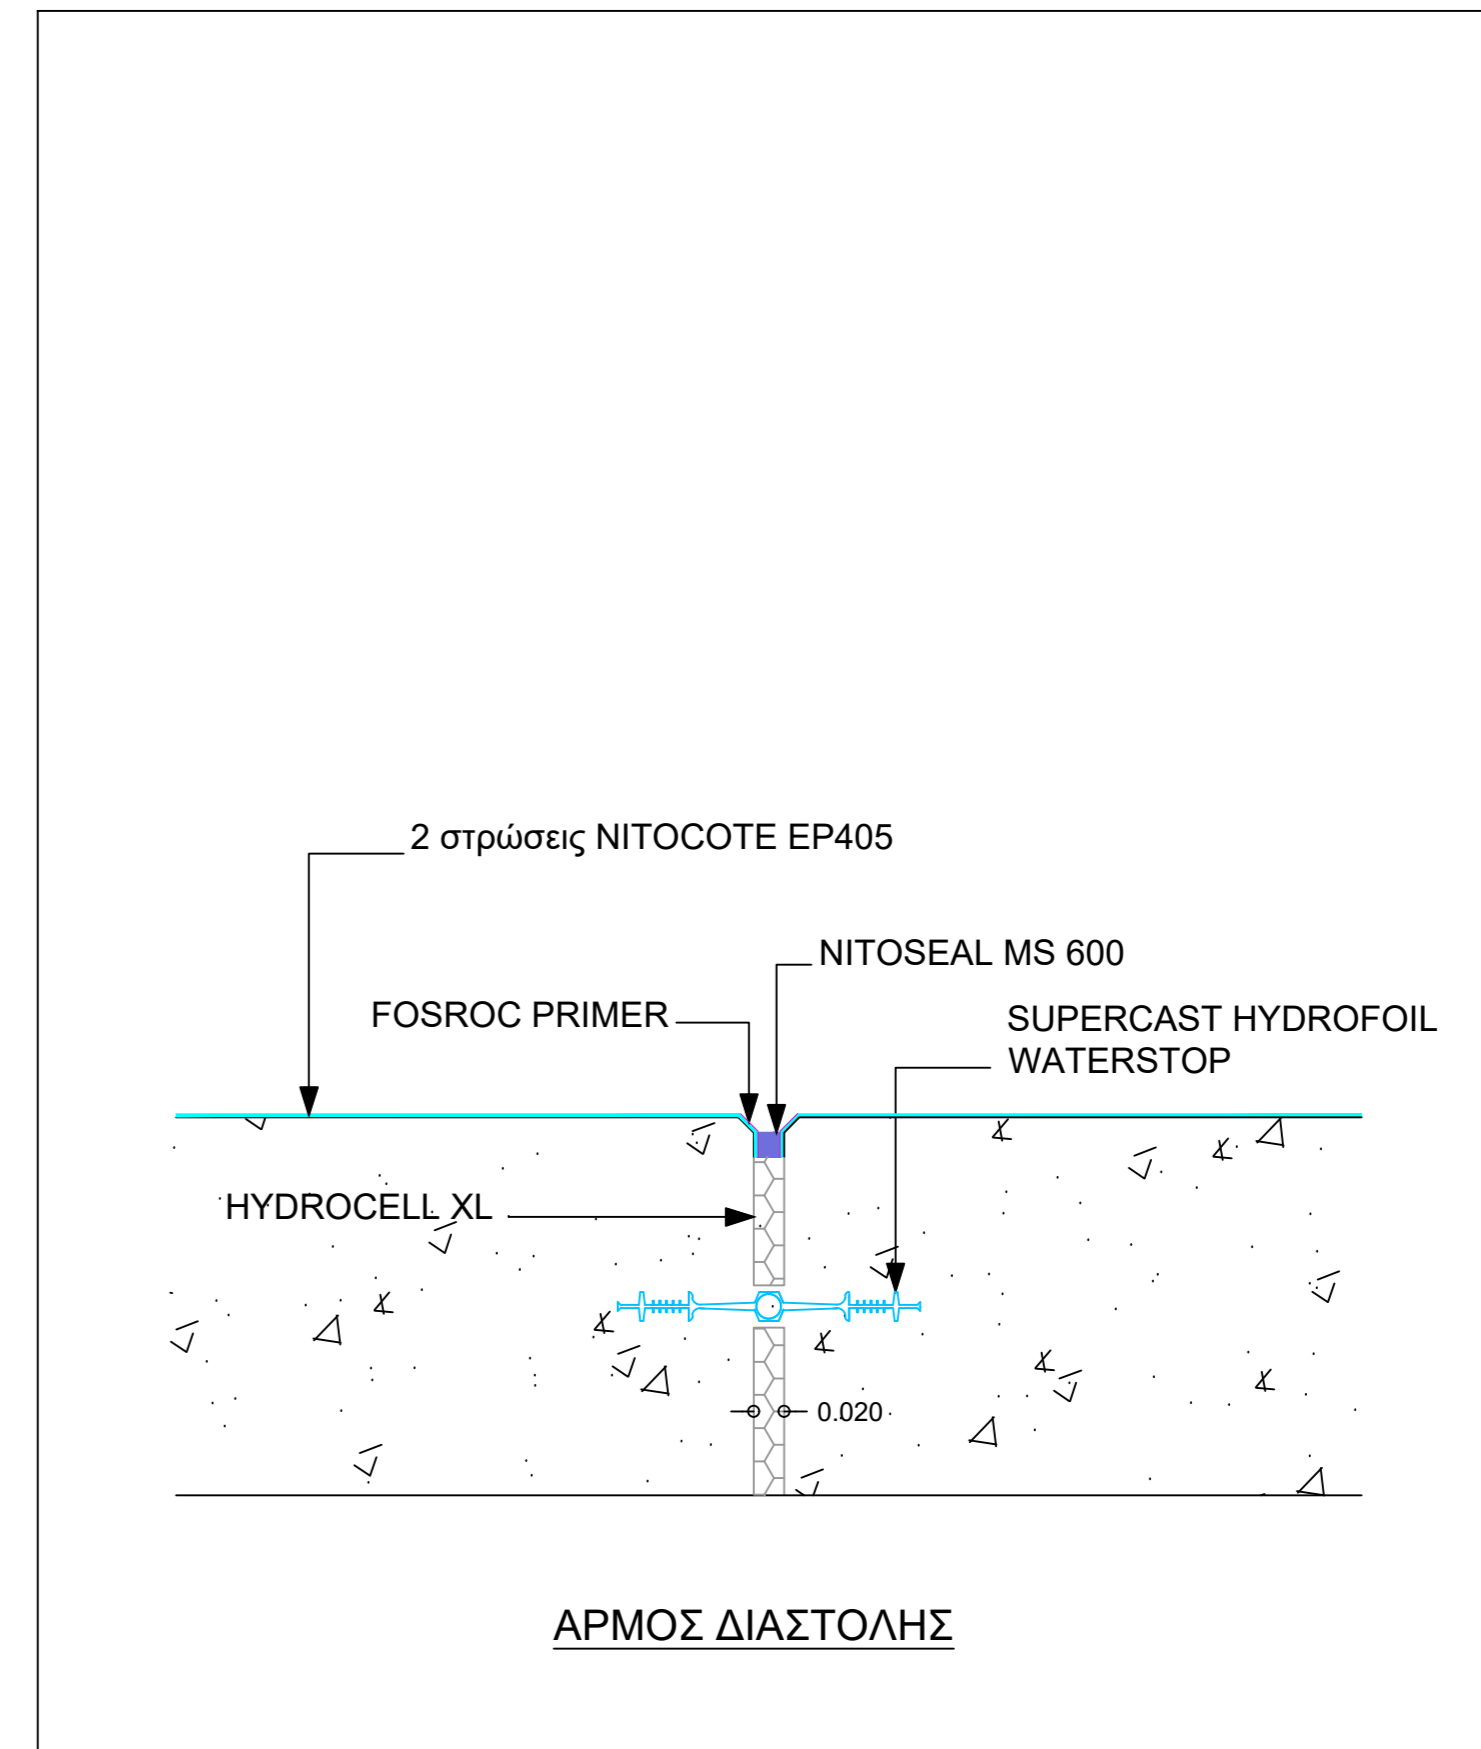 2 στρώσεις NITOCOTE EP405
NITOSEAL MS 600
FOSROC PRIMER
SUPERCAST HYDROFOIL
WATERSTOP
HYDROCELL XL
0.020
ΑΡΜΟΣ ΔΙΑΣΤΟΛΗΣ